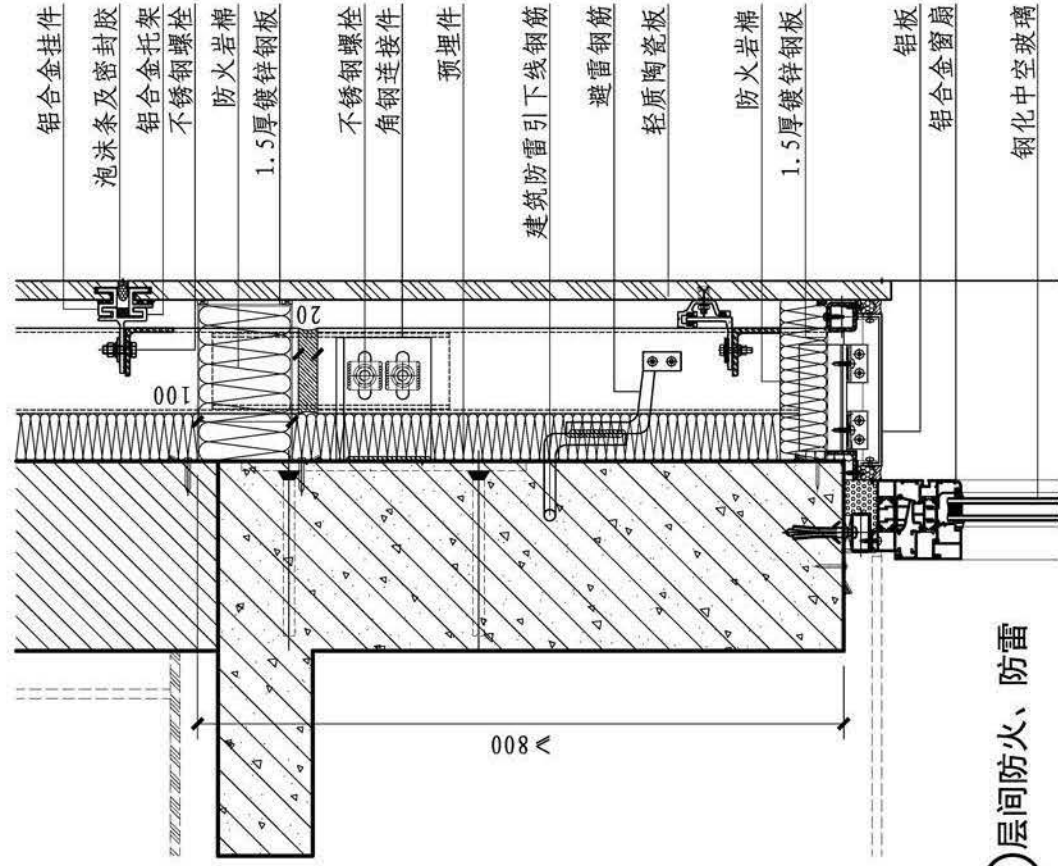 铝合金挂件
泡沫条及密封胶
铝合金托架
不锈钢螺栓
防火岩棉
1.5厚镀锌钢板
不锈钢螺栓
角钢连接件
预埋件
建筑防雷引下线钢筋
避雷钢筋
轻质陶瓷板
防火岩棉
1.5厚镀锌钢板
铝板
铝合金窗扇
钢化中空玻璃
20
100
≥800
层间防火、防雷